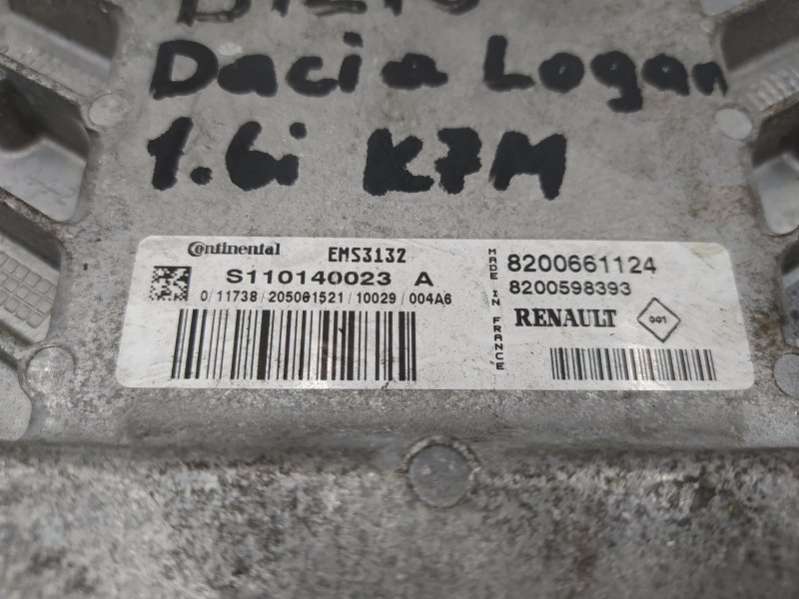 Dacia Logan
1.6i K7M
Continental EMS3132
S110140023 A
0/11738/205061521/10029/004A6
MADE IN FRANCE
8200661124
8200598393
RENAULT 001